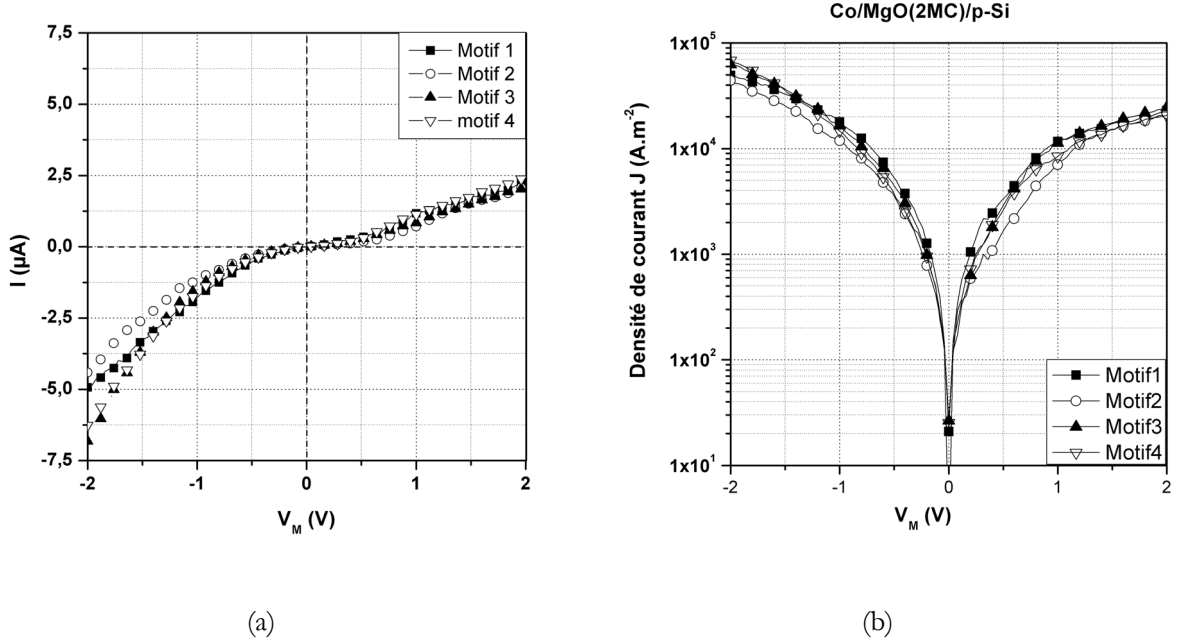 7,5
5,0
2,5
0,0
-2,5
-5,0
-7,5
I (µA)
-2 -1 0 1 2
V_M (V)
Motif 1
Motif 2
Motif 3
motif 4
(a)
Co/MgO(2MC)/p-Si
1x10^5
1x10^4
1x10^3
1x10^2
1x10^1
Densité de courant J (A.m^-2)
-2 -1 0 1 2
V_M (V)
Motif1
Motif2
Motif3
Motif4
(b)